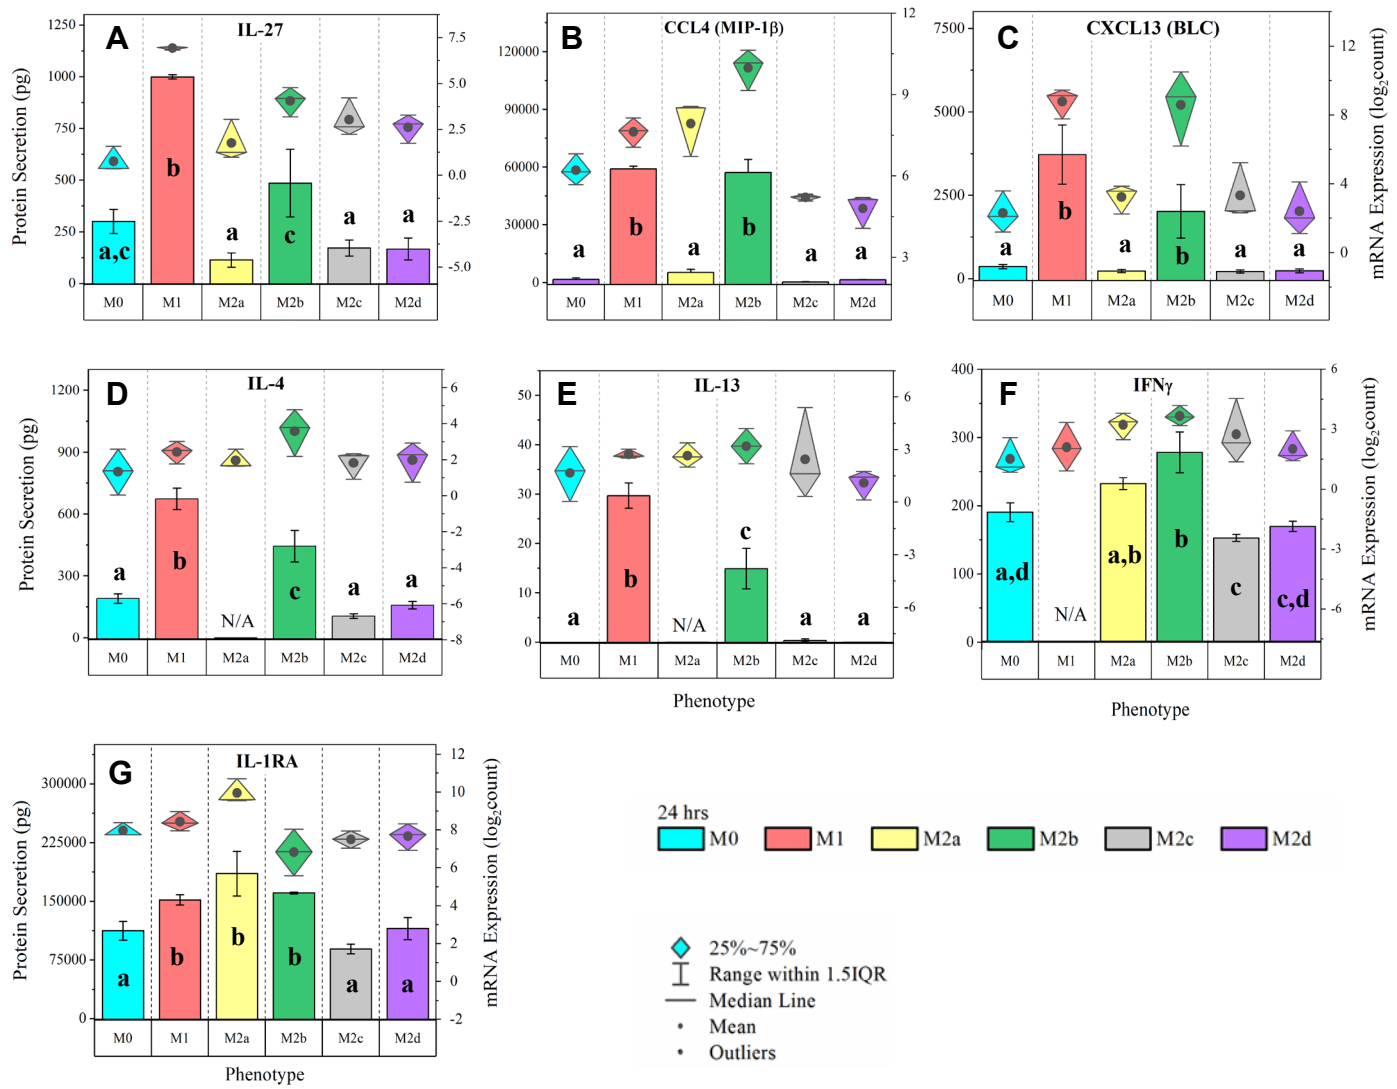 A
IL-27
Protein Secretion (pg)
1250
1000
750
500
250
0
7.5
5.0
2.5
0.0
-2.5
-5.0
a,c
b
a
c
a
a
M0 M1 M2a M2b M2c M2d
B
CCL4 (MIP-1β)
120000
90000
60000
30000
0
12
9
6
3
a
b
a
b
a
a
M0 M1 M2a M2b M2c M2d
C
CXCL13 (BLC)
7500
5000
2500
0
12
8
4
0
mRNA Expression (log₂count)
a
b
a
b
a
a
M0 M1 M2a M2b M2c M2d
D
IL-4
Protein Secretion (pg)
1200
900
600
300
0
6
4
2
0
-2
-4
-6
-8
a
b
N/A
c
a
a
M0 M1 M2a M2b M2c M2d
E
IL-13
50
40
30
20
10
0
6
3
0
-3
-6
a
b
N/A
c
a
a
M0 M1 M2a M2b M2c M2d
Phenotype
F
IFNγ
400
300
200
100
0
6
3
0
-3
-6
mRNA Expression (log₂count)
a,d
N/A
a,b
b
c
c,d
M0 M1 M2a M2b M2c M2d
Phenotype
G
IL-1RA
Protein Secretion (pg)
300000
225000
150000
75000
0
12
10
8
6
4
2
0
-2
mRNA Expression (log₂count)
a
b
b
b
a
a
M0 M1 M2a M2b M2c M2d
Phenotype
24 hrs
M0 M1 M2a M2b M2c M2d
25%~75%
Range within 1.5IQR
Median Line
Mean
Outliers